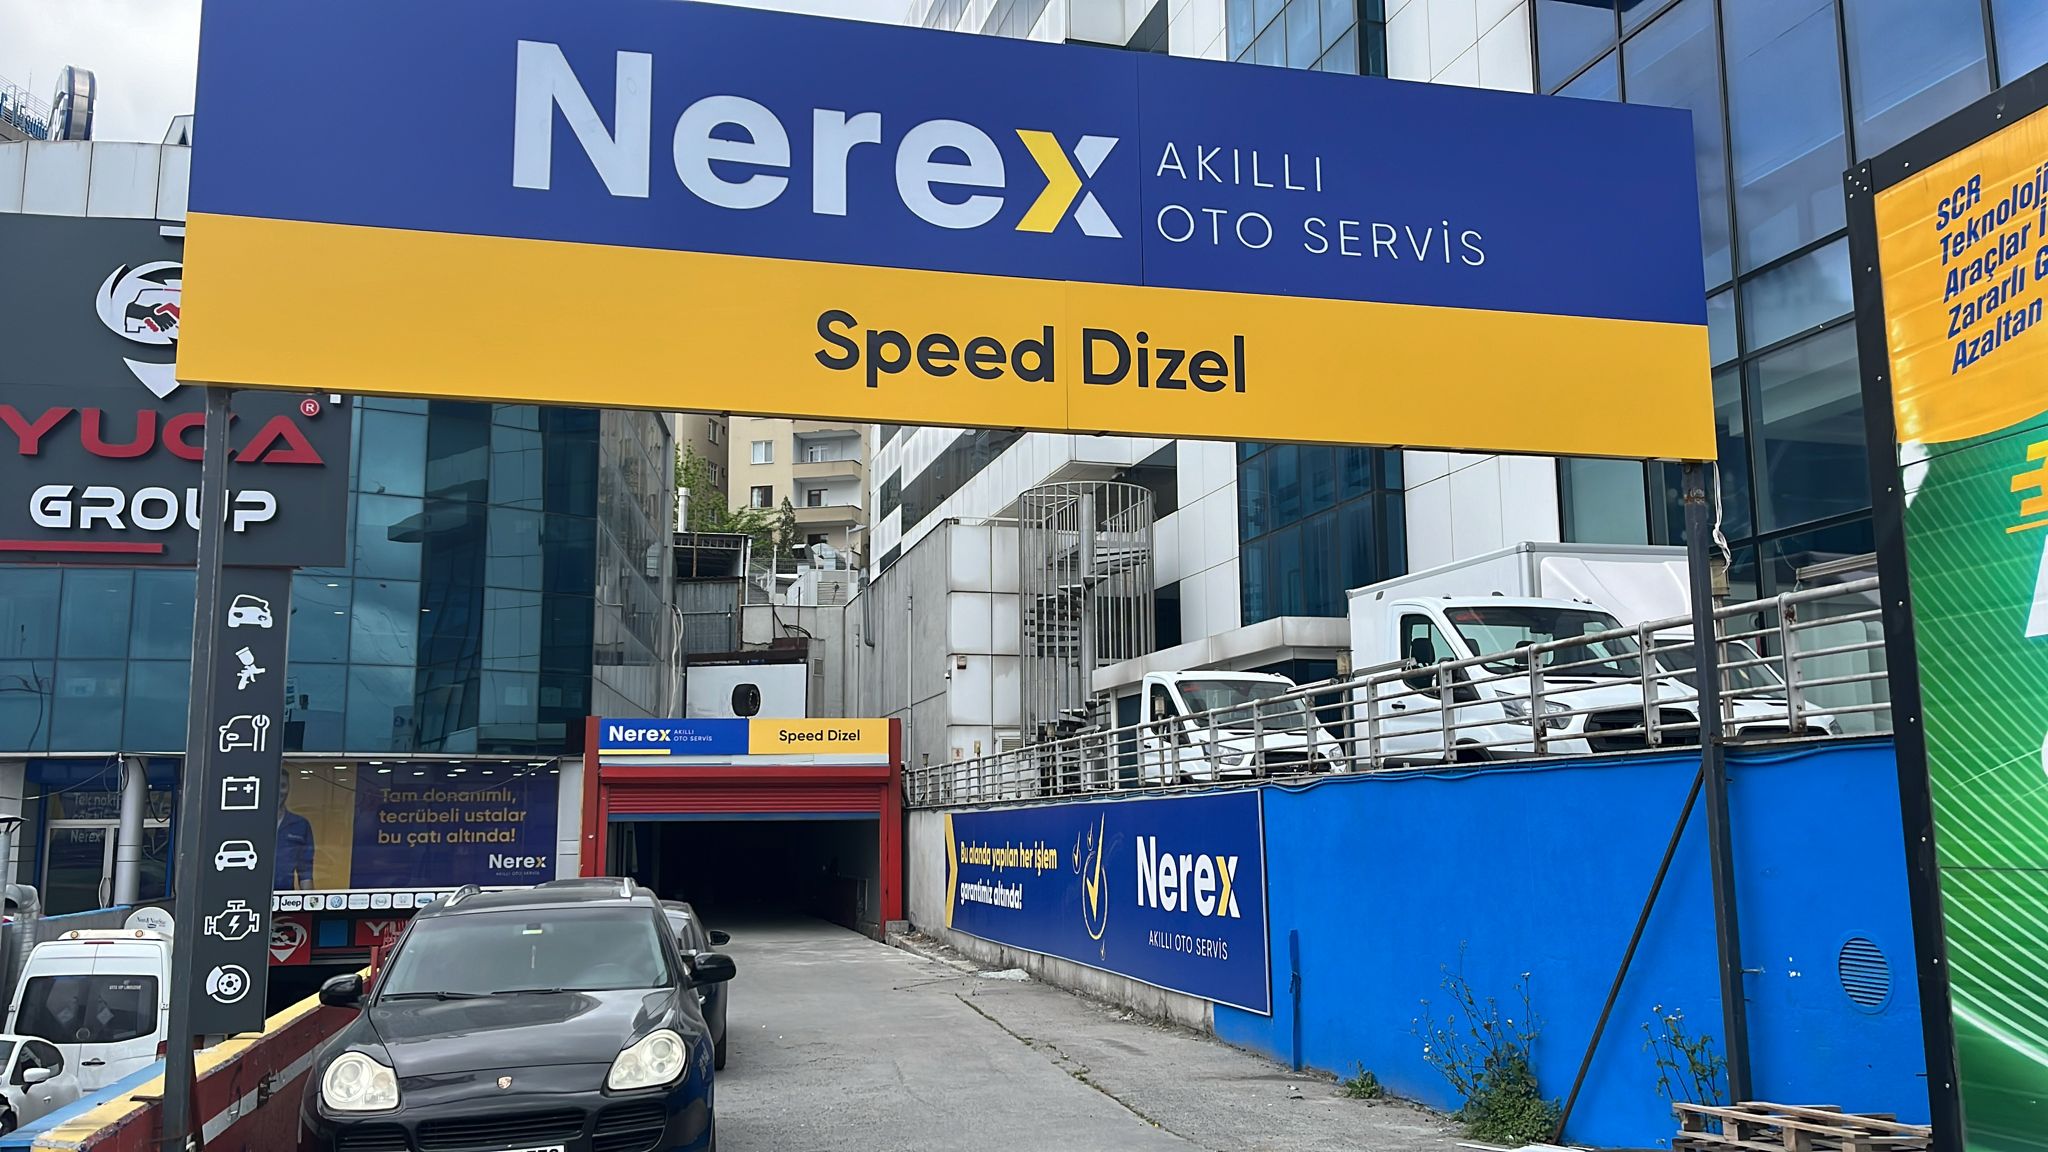 Nerex AKILLI
OTO SERVİS
Speed Dizel
SCR
Araçlar
Zararlı
Azaltan
YUCA ®
GROUP
Nerex AKILLI
OTO SERVİS
Speed Dizel
Tam donanımlı,
tecrübeli ustalar
bu çatı altında!
Nerex
AKILLI OTO SERVİS
Jeep
Nerex
Bu alanda yapılan her işlem
garantimiz altında!
Nerex
AKILLI OTO SERVİS